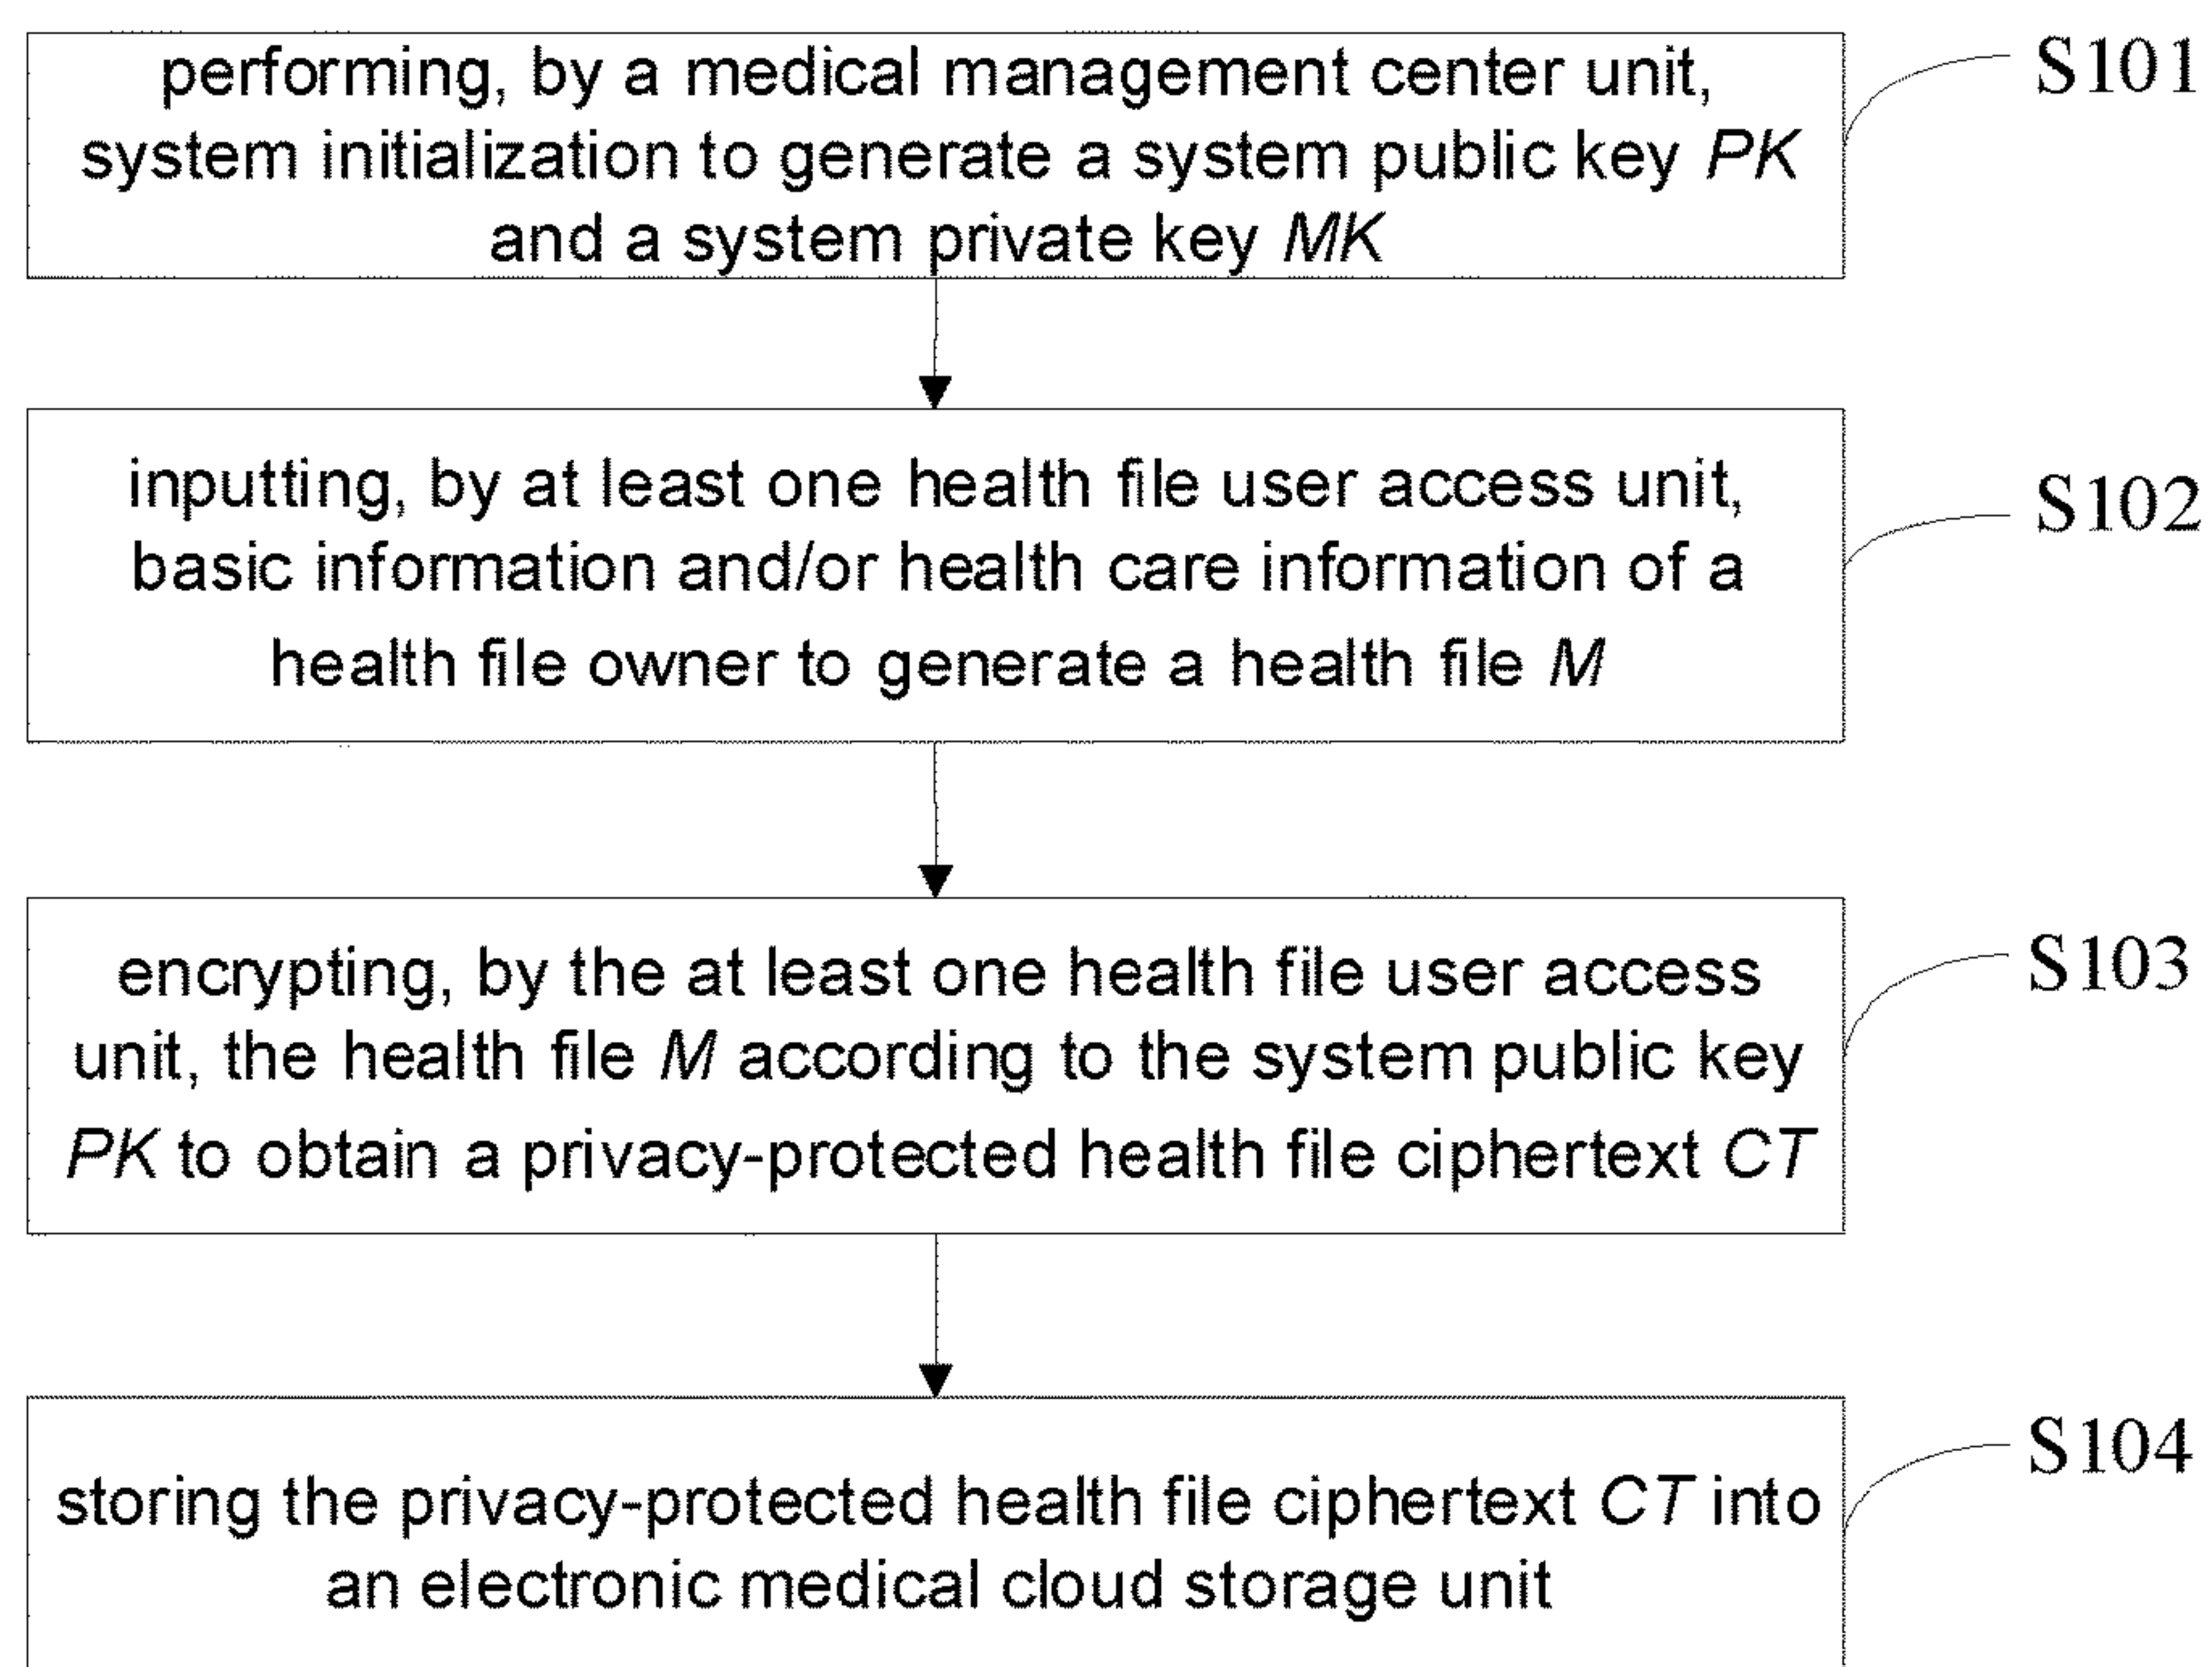 performing, by a medical management center unit,
system initialization to generate a system public key PK
and a system private key MK
S101
inputting, by at least one health file user access unit,
basic information and/or health care information of a
health file owner to generate a health file M
S102
encrypting, by the at least one health file user access
unit, the health file M according to the system public key
PK to obtain a privacy-protected health file ciphertext CT
S103
storing the privacy-protected health file ciphertext CT into
an electronic medical cloud storage unit
S104